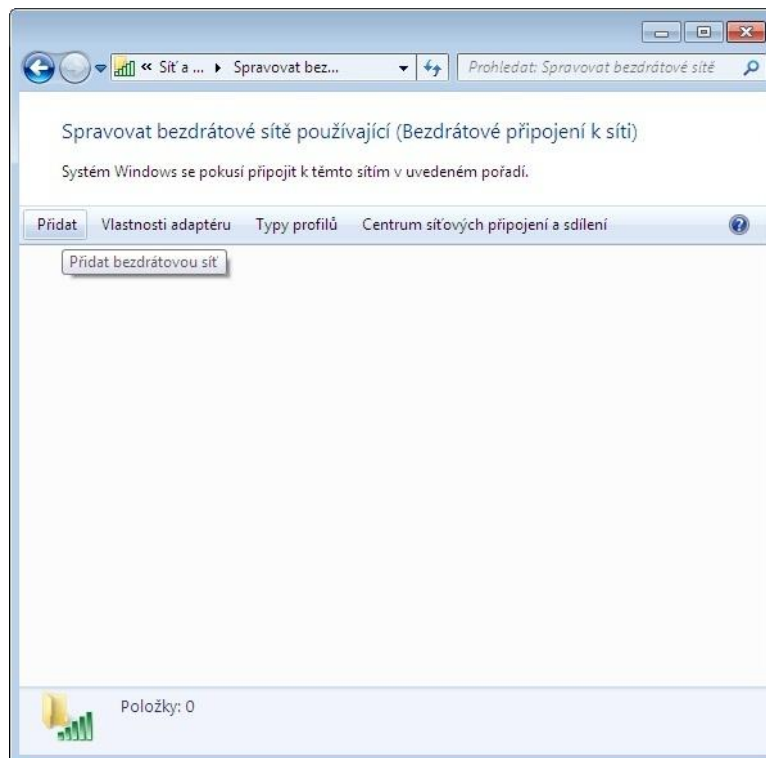 « Síť a ... ▸ Spravovat bez... Prohledat: Spravovat bezdrátové sítě
Spravovat bezdrátové sítě používající (Bezdrátové připojení k síti)
Systém Windows se pokusí připojit k těmto sítím v uvedeném pořadí.
Přidat Vlastnosti adaptéru Typy profilů Centrum síťových připojení a sdílení
Přidat bezdrátovou síť
Položky: 0